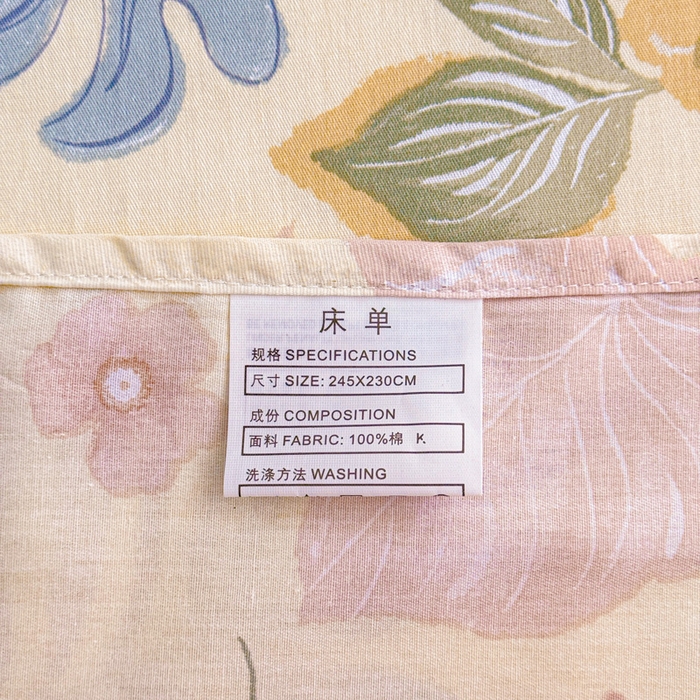 床单
规格 SPECIFICATIONS
尺寸 SIZE: 245X230CM
成份 COMPOSITION
面料 FABRIC: 100%棉 K
洗涤方法 WASHING